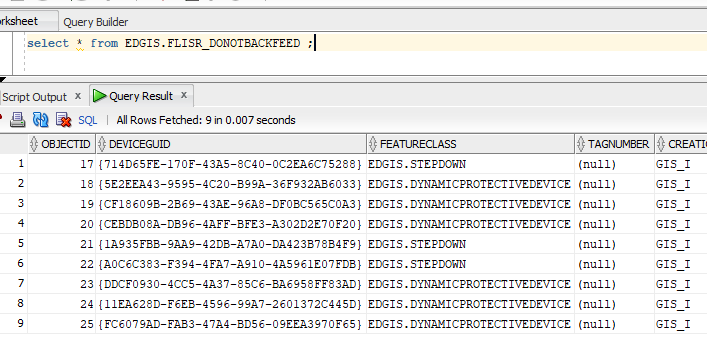 orksheet Query Builder
select * from EDGIS.FLISR_DONOTBACKFEED ;
Script Output x Query Result x
SQL All Rows Fetched: 9 in 0.007 seconds
OBJECTID DEVICEGUID FEATURECLASS TAGNUMBER CREATI
1 17 {714D65FE-170F-43A5-8C40-0C2EA6C75288} EDGIS.STEPDOWN (null) GIS_I
2 18 {5E2EEA43-9595-4C20-B99A-36F932AB6033} EDGIS.DYNAMICPROTECTIVEDEVICE (null) GIS_I
3 19 {CF18609B-2B69-43AE-96A8-DF0BC565C0A3} EDGIS.DYNAMICPROTECTIVEDEVICE (null) GIS_I
4 20 {CEBDB08A-DB96-4AFF-BFE3-A302D2E70F20} EDGIS.DYNAMICPROTECTIVEDEVICE (null) GIS_I
5 21 {1A935FBB-9AA9-42DB-A7A0-DA423B78B4F9} EDGIS.STEPDOWN (null) GIS_I
6 22 {A0C6C383-F394-4FA7-A910-4A5961E07FDB} EDGIS.STEPDOWN (null) GIS_I
7 23 {DDCF0930-4CC5-4A37-85C6-BA6958FF83AD} EDGIS.DYNAMICPROTECTIVEDEVICE (null) GIS_I
8 24 {11EA628D-F6EB-4596-99A7-2601372C445D} EDGIS.DYNAMICPROTECTIVEDEVICE (null) GIS_I
9 25 {FC6079AD-FAB3-47A4-BD56-09EEA3970F65} EDGIS.DYNAMICPROTECTIVEDEVICE (null) GIS_I